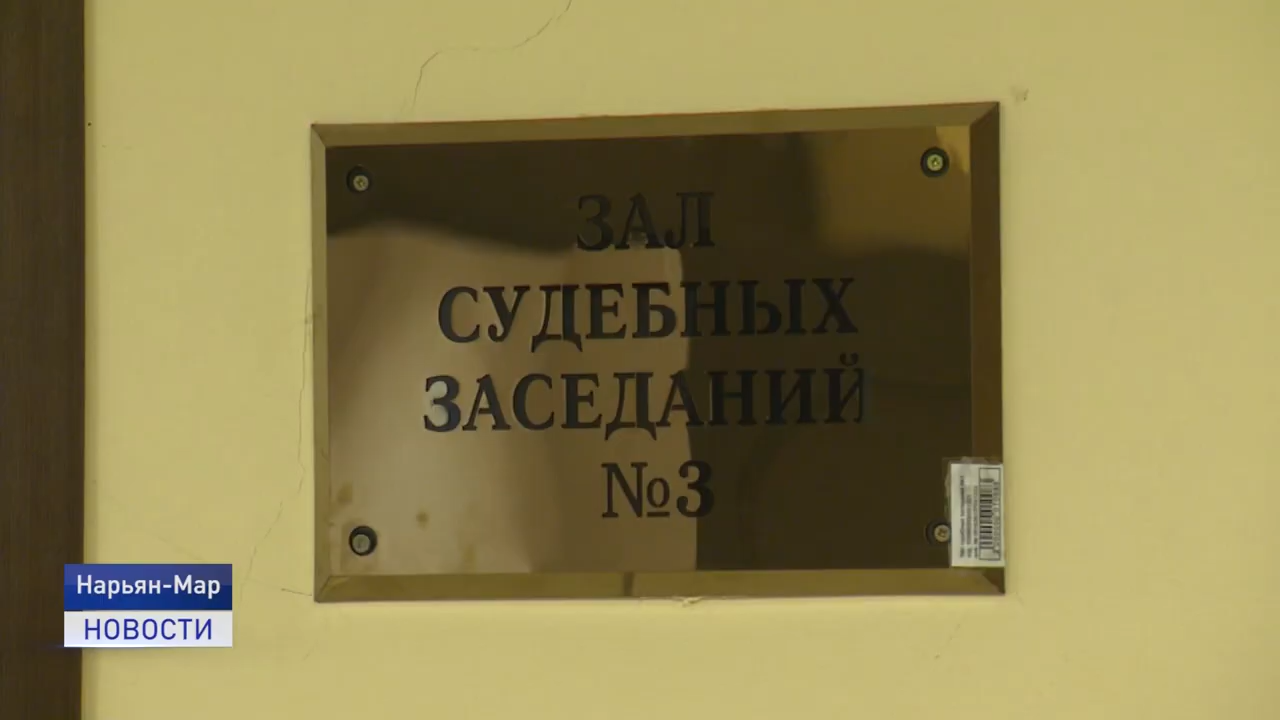 ЗАЛ
СУДЕБНЫХ
ЗАСЕДАНИЙ
№3
Нарьян-Мар
НОВОСТИ